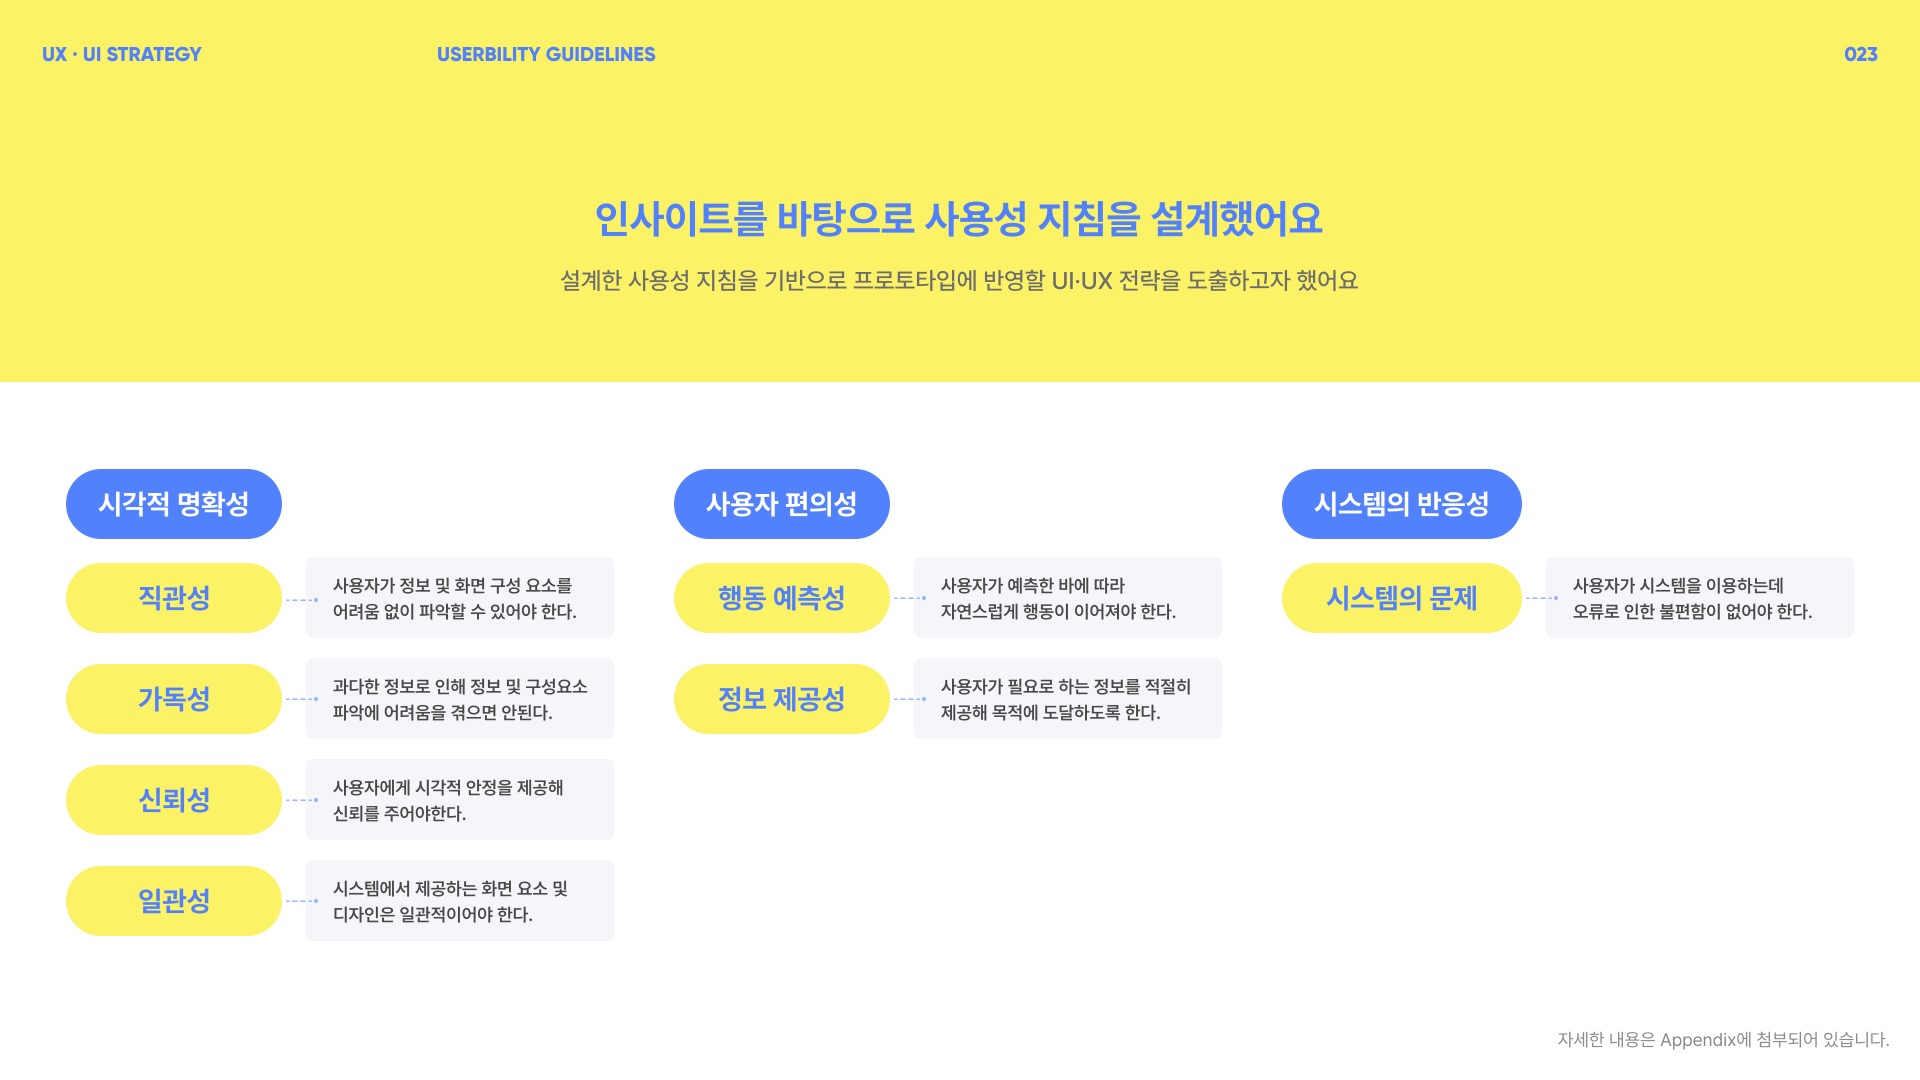 UX · UI STRATEGY
USERBILITY GUIDELINES
023
인사이트를 바탕으로 사용성 지침을 설계했어요
설계한 사용성 지침을 기반으로 프로토타입에 반영할 UI·UX 전략을 도출하고자 했어요
시각적 명확성
직관성
사용자가 정보 및 화면 구성 요소를
어려움 없이 파악할 수 있어야 한다.
가독성
과다한 정보로 인해 정보 및 구성요소
파악에 어려움을 겪으면 안된다.
신뢰성
사용자에게 시각적 안정을 제공해
신뢰를 주어야한다.
일관성
시스템에서 제공하는 화면 요소 및
디자인은 일관적이어야 한다.
사용자 편의성
행동 예측성
사용자가 예측한 바에 따라
자연스럽게 행동이 이어져야 한다.
정보 제공성
사용자가 필요로 하는 정보를 적절히
제공해 목적에 도달하도록 한다.
시스템의 반응성
시스템의 문제
사용자가 시스템을 이용하는데
오류로 인한 불편함이 없어야 한다.
자세한 내용은 Appendix에 첨부되어 있습니다.